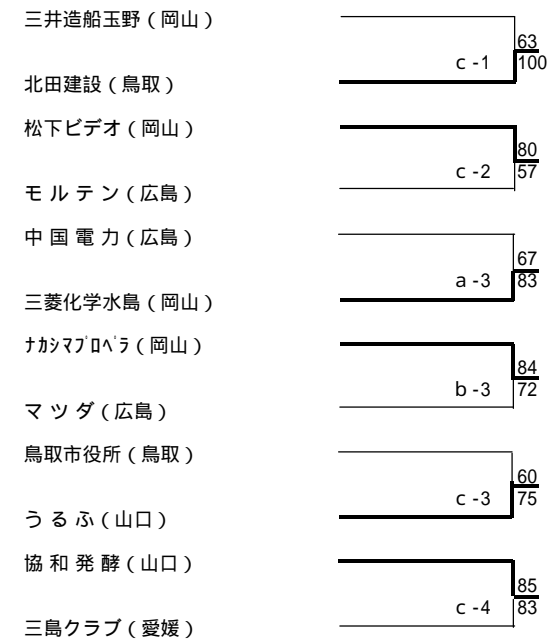 三井造船玉野（岡山）
63
c-1 100
北田建設（鳥取）
松下ビデオ（岡山）
80
c-2 57
モ ル テ ン（広島）
中 国 電 力（広島）
67
a-3 83
三菱化学水島（岡山）
ﾅｶｼﾏﾌﾟﾛﾍﾟﾗ（岡山）
84
b-3 72
マ ツ ダ（広島）
鳥取市役所（鳥取）
60
c-3 75
う る ふ（山口）
協 和 発 酵（山口）
85
c-4 83
三島クラブ（愛媛）